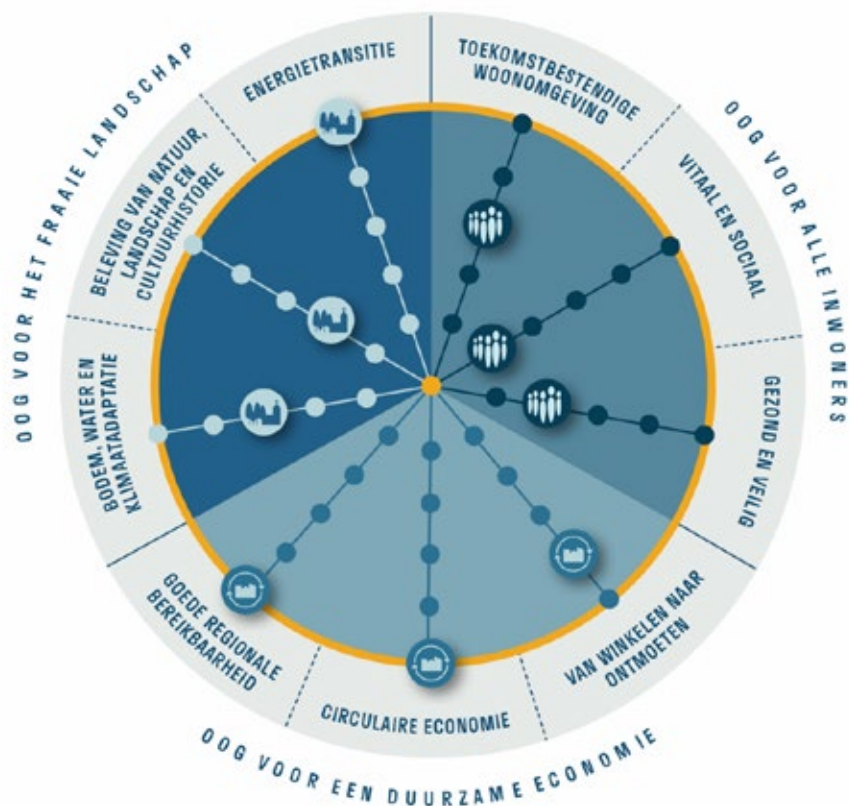 ENERGIETRANSITIE
TOEKOMSTBESTENDIGE
WOONOMGEVING
OOG VOOR HET FRAAIE LANDSCHAP
OOG VOOR ALLE INWONERS
BELEVING VAN NATUUR,
LANDSCHAP EN
CULTUURHISTORIE
VITAAL EN SOCIAAL
BODEM, WATER EN
KLIMAATADAPTATIE
GEZOND EN VEILIG
GOEDE REGIONALE
BEREIKBAARHEID
VAN WINKELEN NAAR
ONTMOETEN
CIRCULAIRE ECONOMIE
OOG VOOR EEN DUURZAME ECONOMIE